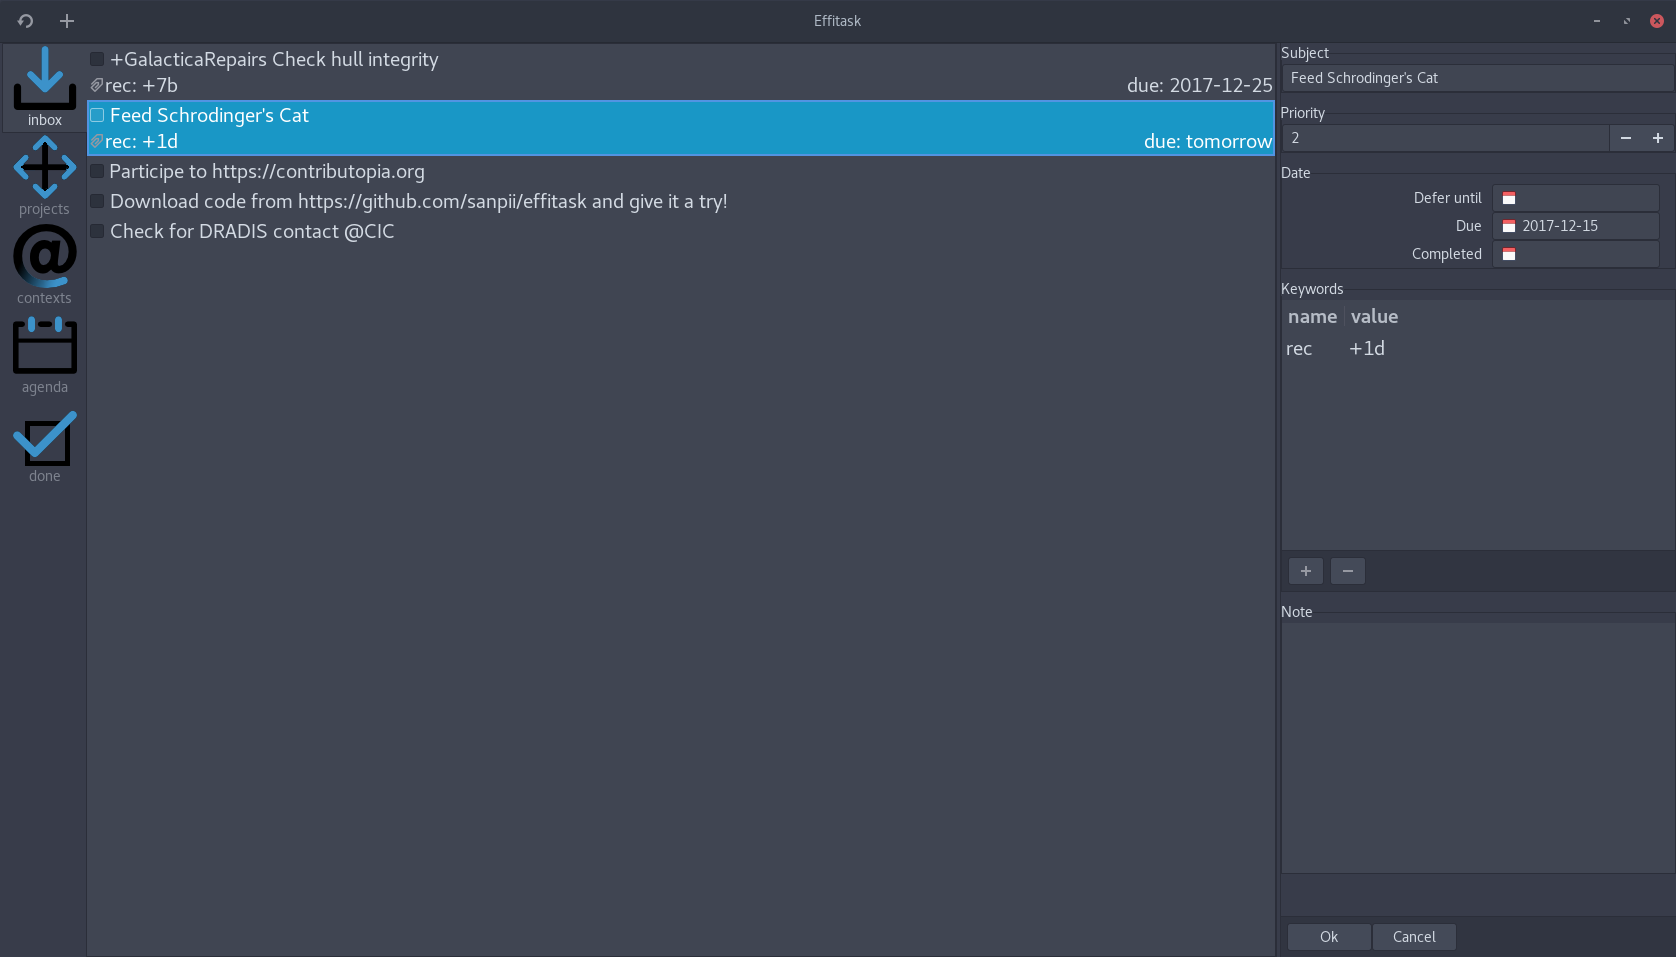 Effitask
inbox
projects
contexts
agenda
done
+GalacticaRepairs Check hull integrity
rec: +7b due: 2017-12-25
Feed Schrodinger's Cat
rec: +1d due: tomorrow
Participe to https://contributopia.org
Download code from https://github.com/sanpii/effitask and give it a try!
Check for DRADIS contact @CIC
Subject
Feed Schrodinger's Cat
Priority
2
Date
Defer until
Due 2017-12-15
Completed
Keywords
name value
rec +1d
Note
Ok Cancel